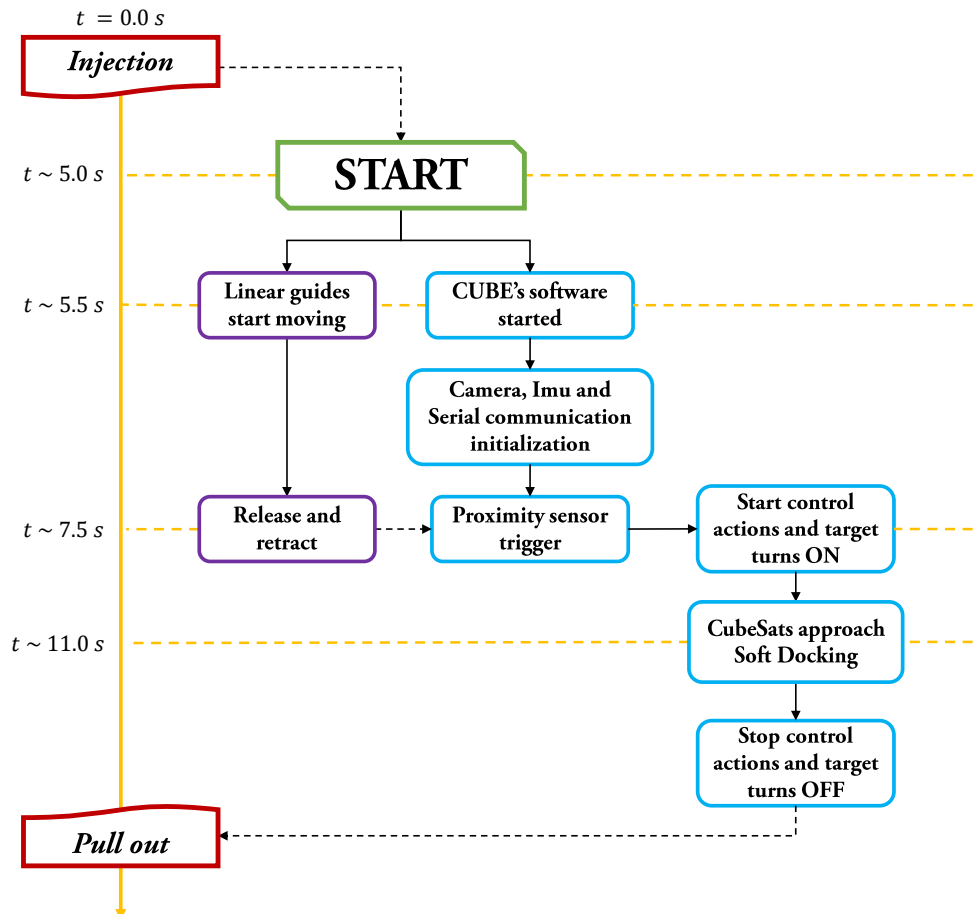 t = 0.0 s
Injection
t ~ 5.0 s
START
t ~ 5.5 s
Linear guides
start moving
CUBE's software
started
Camera, Imu and
Serial communication
initialization
t ~ 7.5 s
Release and
retract
Proximity sensor
trigger
Start control
actions and target
turns ON
t ~ 11.0 s
CubeSats approach
Soft Docking
Stop control
actions and target
turns OFF
Pull out